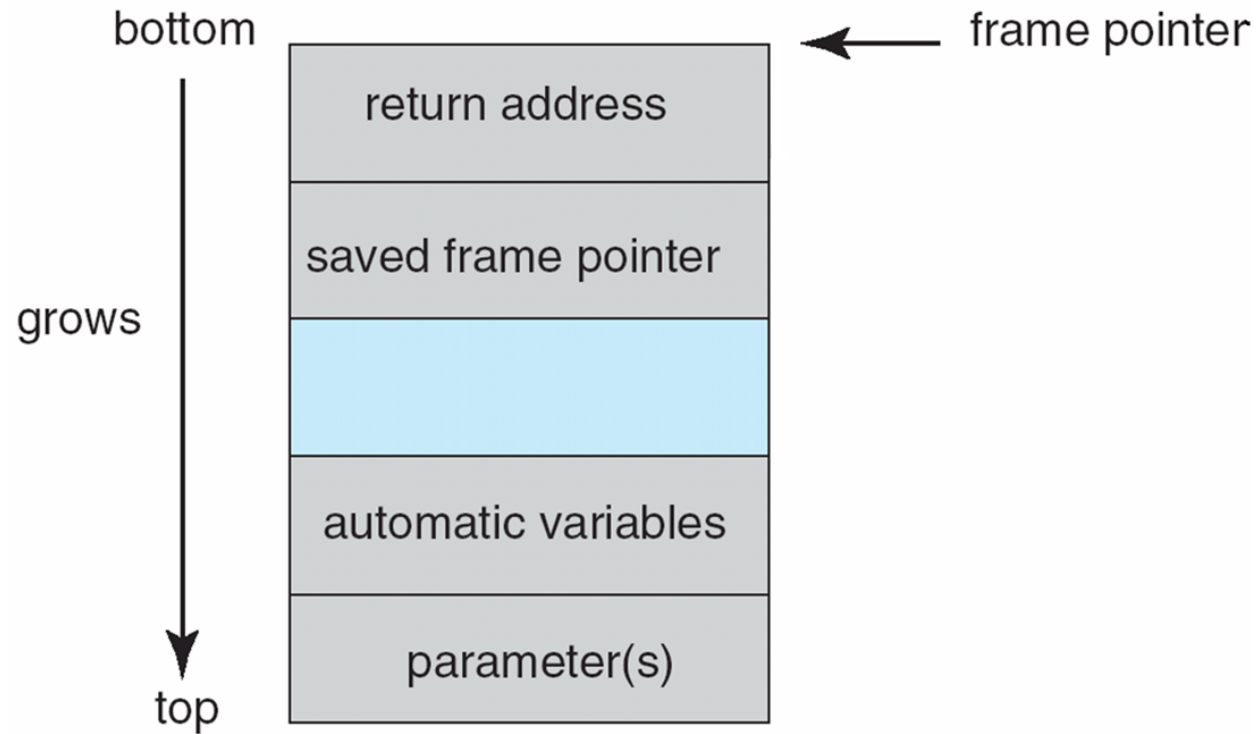 bottom
frame pointer
return address
saved frame pointer
grows
automatic variables
parameter(s)
top